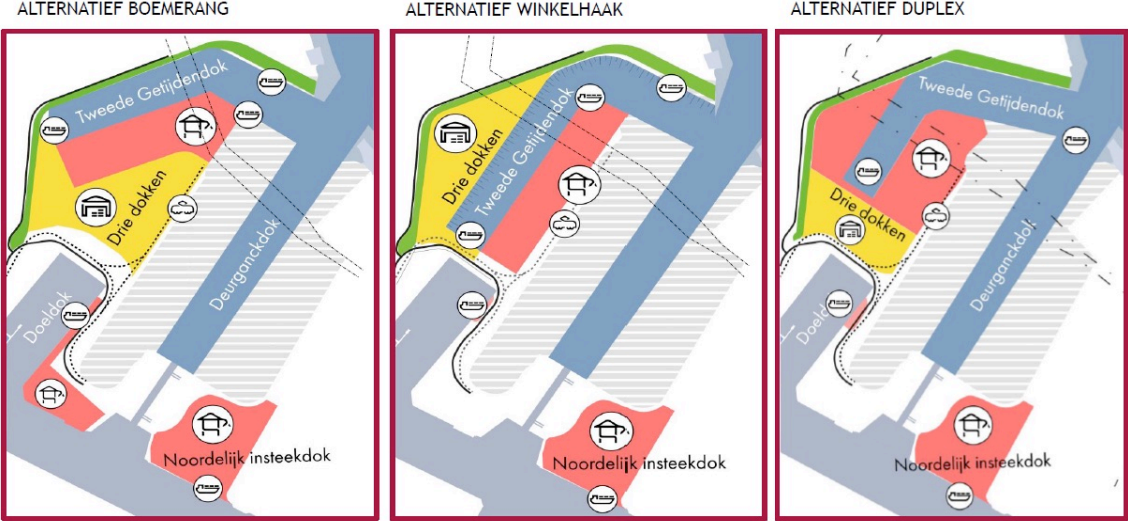 ALTERNATIEF BOEMERANG
Tweede Getijdendok
Drie dokken
Deurganckdok
Doeldok
Noordelijk insteekdok
ALTERNATIEF WINKELHAAK
Tweede Getijdendok
Drie dokken
Noordelijk insteekdok
ALTERNATIEF DUPLEX
Tweede Getijdendok
Drie dokken
Deurganckdok
Doeld
Noordelijk insteekdok